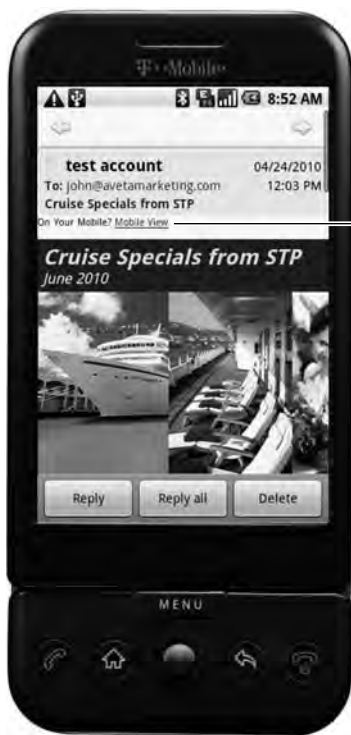 T··Mobile·
8:52 AM
test account 04/24/2010
To: john@avetamarketing.com 12:03 PM
Cruise Specials from STP
On Your Mobile? Mobile View
Cruise Specials from STP
June 2010
Reply Reply all Delete
MENU